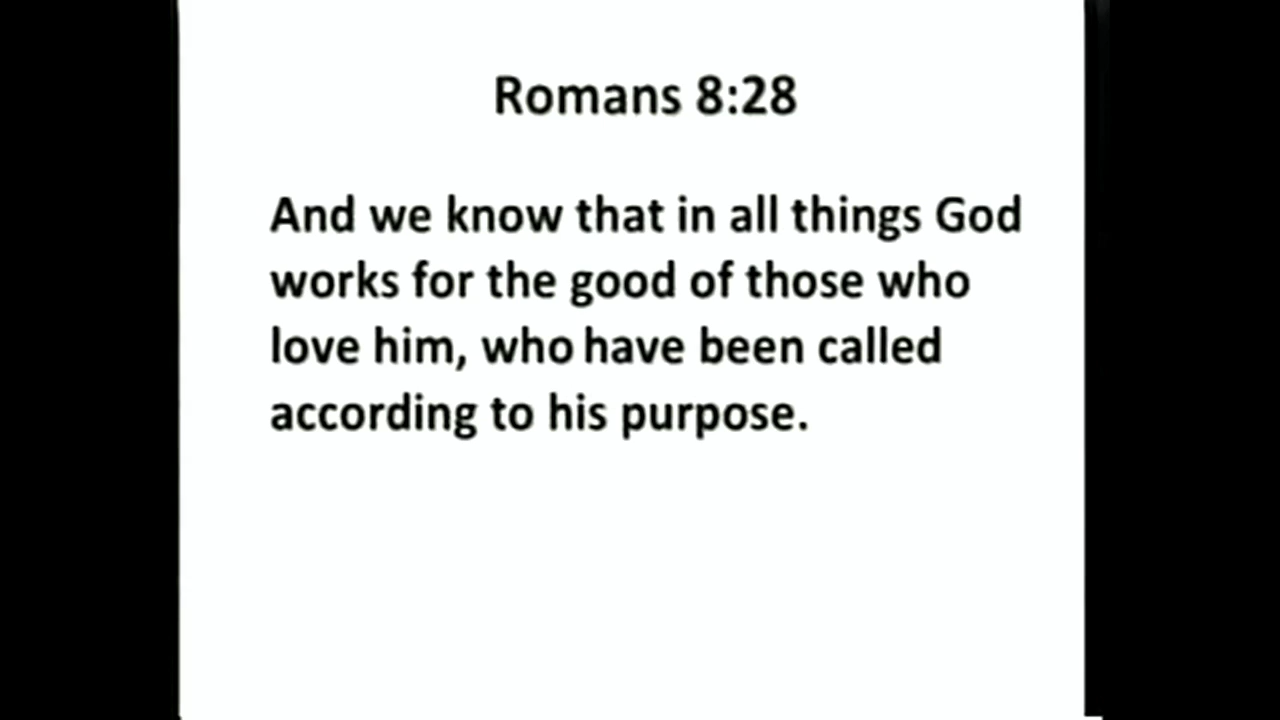 Romans 8:28
And we know that in all things God
works for the good of those who
love him, who have been called
according to his purpose.